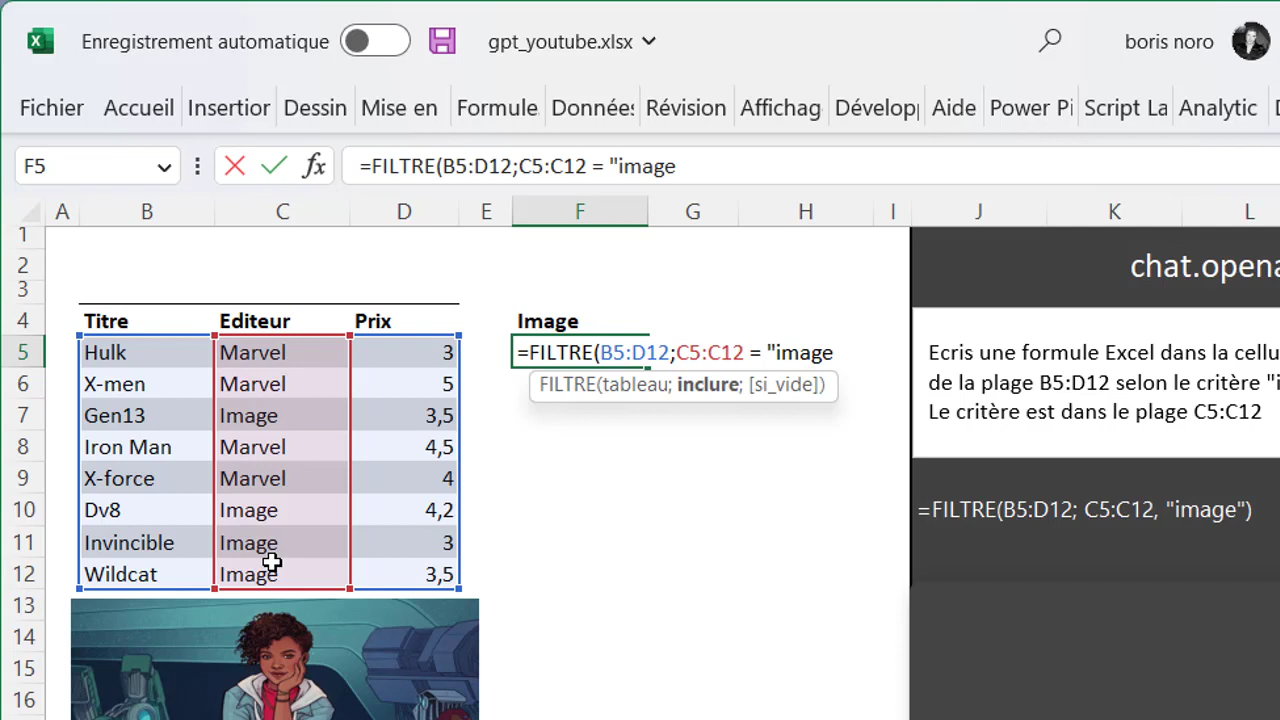 Enregistrement automatique gpt_youtube.xlsx boris noro
Fichier Accueil Insertior Dessin Mise en Formule Données Révision Affichag Dévelop Aide Power Pi Script La Analytic
F5 fx =FILTRE(B5:D12;C5:C12 = "image
A B C D E F G H I J K L
1
2 chat.opena
3
4 Titre Editeur Prix Image
5 Hulk Marvel 3 =FILTRE(B5:D12;C5:C12 = "image Ecris une formule Excel dans la cellu
6 X-men Marvel 5 FILTRE(tableau; inclure; [si_vide]) de la plage B5:D12 selon le critère "i
7 Gen13 Image 3,5 Le critère est dans le plage C5:C12
8 Iron Man Marvel 4,5
9 X-force Marvel 4
10 Dv8 Image 4,2 =FILTRE(B5:D12; C5:C12, "image")
11 Invincible Image 3
12 Wildcat Image 3,5
13
14
15
16